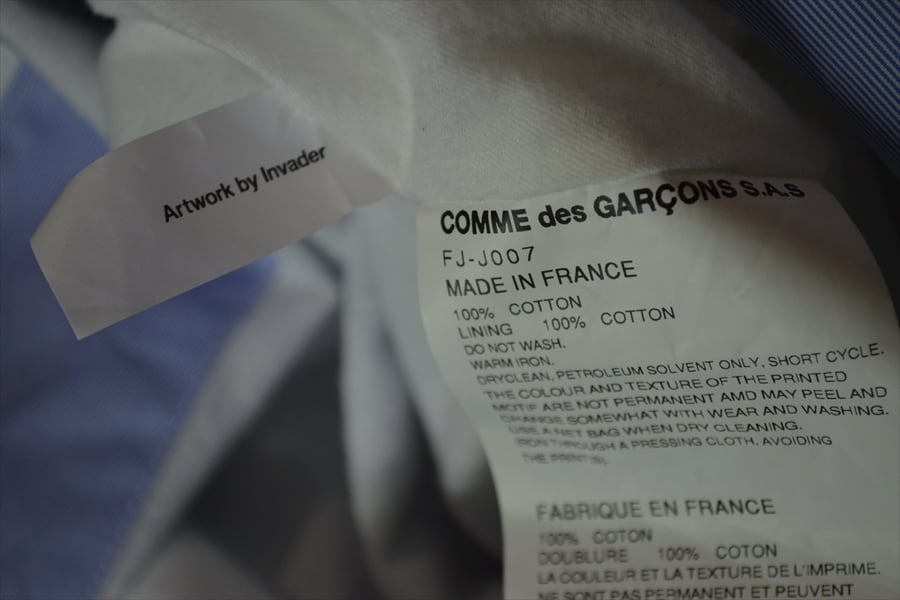 Artwork by Invader
COMME des GARÇONS S.A.S
FJ-J007
MADE IN FRANCE
100% COTTON
LINING 100% COTTON
DO NOT WASH.
WARM IRON.
DRYCLEAN, PETROLEUM SOLVENT ONLY, SHORT CYCLE.
THE COLOUR AND TEXTURE OF THE PRINTED
MOTIF ARE NOT PERMANENT AMD MAY PEEL AND
CHANGE SOMEWHAT WITH WEAR AND WASHING.
USE A NET BAG WHEN DRY CLEANING.
IRON THROUGH A PRESSING CLOTH, AVOIDING
THE PRINT(S).
FABRIQUE EN FRANCE
100% COTON
DOUBLURE 100% COTON
LA COULEUR ET LA TEXTURE DE L'IMPRIME.
NE SONT PAS PERMANENT ET PEUVENT